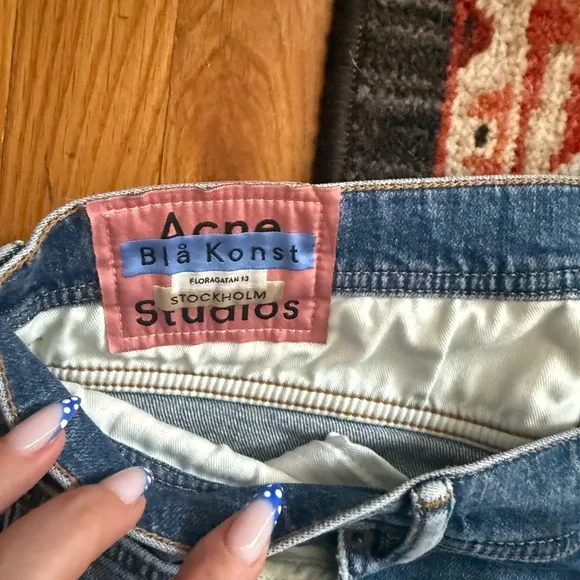 Acne
Blå Konst
FLORAGATAN 13
STOCKHOLM
Studios